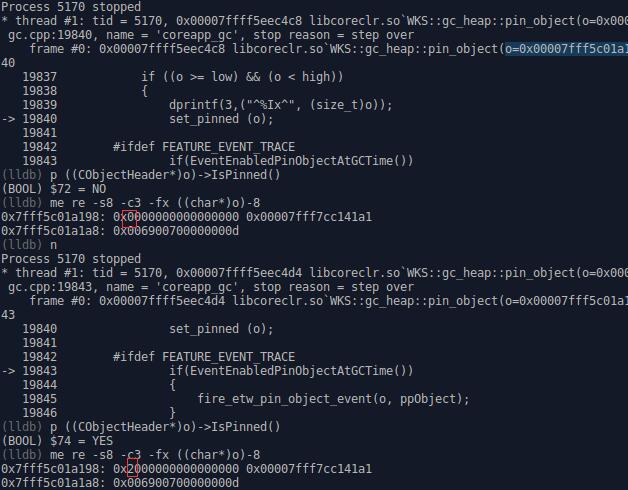 Process 5170 stopped
* thread #1: tid = 5170, 0x00007ffff5eec4c8 libcoreclr.so`WKS::gc_heap::pin_object(o=0x000
gc.cpp:19840, name = 'coreapp_gc', stop reason = step over
frame #0: 0x00007ffff5eec4c8 libcoreclr.so`WKS::gc_heap::pin_object(o=0x00007fff5c01a1
40
19837 if ((o >= low) && (o < high))
19838 {
19839 dprintf(3,("^%Ix^", (size_t)o));
-> 19840 set_pinned (o);
19841
19842 #ifdef FEATURE_EVENT_TRACE
19843 if(EventEnabledPinObjectAtGCTime())
(lldb) p ((CObjectHeader*)o)->IsPinned()
(BOOL) $72 = NO
(lldb) me re -s8 -c3 -fx ((char*)o)-8
0x7fff5c01a198: 0x0000000000000000 0x00007fff7cc141a1
0x7fff5c01a1a8: 0x006900700000000d
(lldb) n
Process 5170 stopped
* thread #1: tid = 5170, 0x00007ffff5eec4d4 libcoreclr.so`WKS::gc_heap::pin_object(o=0x000
gc.cpp:19843, name = 'coreapp_gc', stop reason = step over
frame #0: 0x00007ffff5eec4d4 libcoreclr.so`WKS::gc_heap::pin_object(o=0x00007fff5c01a1
43
19840 set_pinned (o);
19841
19842 #ifdef FEATURE_EVENT_TRACE
-> 19843 if(EventEnabledPinObjectAtGCTime())
19844 {
19845 fire_etw_pin_object_event(o, ppObject);
19846 }
(lldb) p ((CObjectHeader*)o)->IsPinned()
(BOOL) $74 = YES
(lldb) me re -s8 -c3 -fx ((char*)o)-8
0x7fff5c01a198: 0x2000000000000000 0x00007fff7cc141a1
0x7fff5c01a1a8: 0x006900700000000d